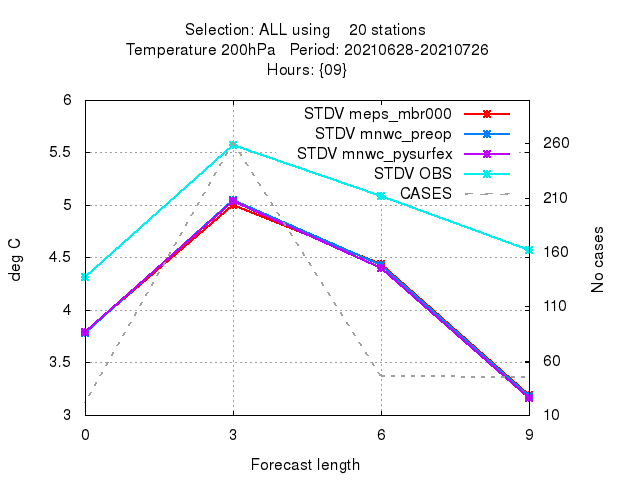 Selection: ALL using 20 stations
Temperature 200hPa Period: 20210628-20210726
Hours: {09}
STDV meps_mbr000
STDV mnwc_preop
STDV mnwc_pysurfex
STDV OBS
CASES
6
5.5
5
4.5
4
3.5
3
deg C
260
210
160
110
60
10
No cases
0 3 6 9
Forecast length